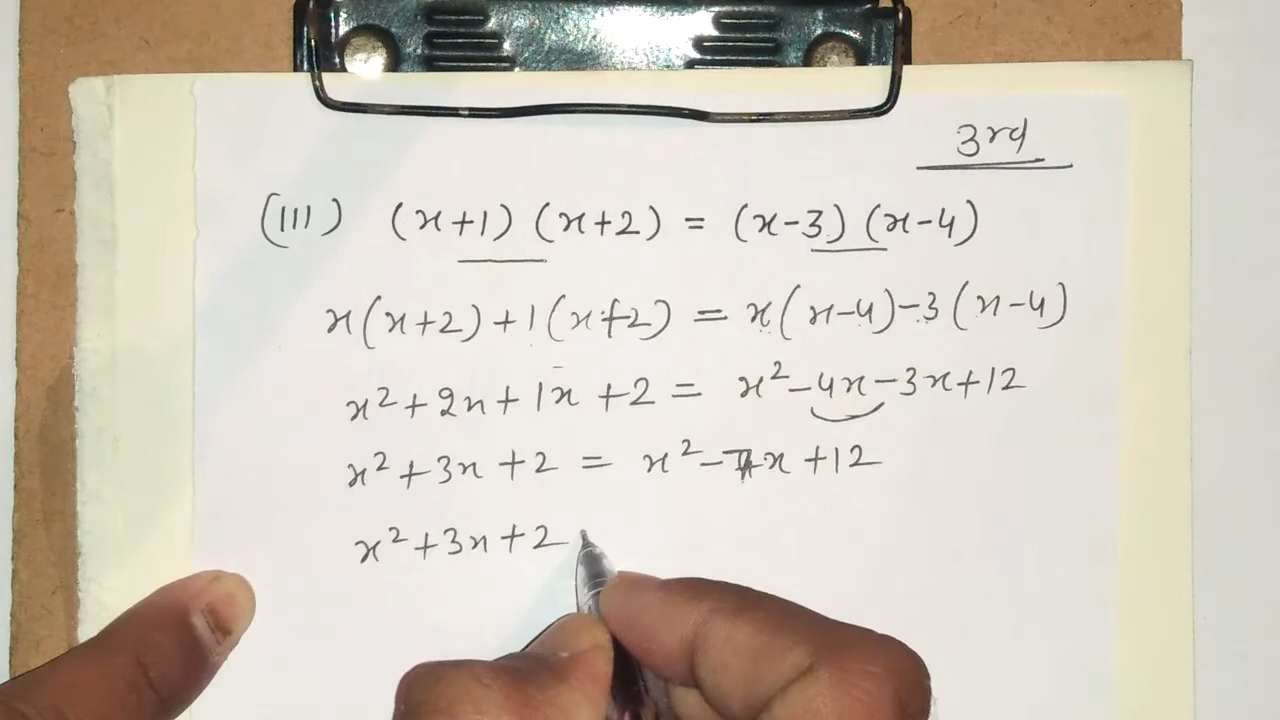 3rd
(III) (x+1) (x+2) = (x-3) (x-4)
x(x+2)+1(x+2) = x(x-4)-3(x-4)
x²+2x+1x+2 = x²-4x-3x+12
x²+3x+2 = x²-7x+12
x²+3x+2